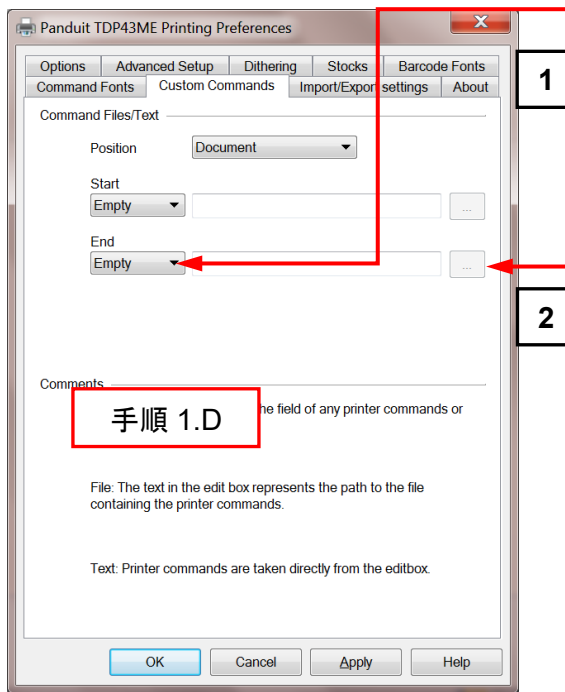 Panduit TDP43ME Printing Preferences
X
Options Advanced Setup Dithering Stocks Barcode Fonts
Command Fonts Custom Commands Import/Export settings About
1
Command Files/Text
Position Document
Start
Empty ...
End
Empty ...
2
Comments
手順 1.D
he field of any printer commands or
File: The text in the edit box represents the path to the file
containing the printer commands.
Text: Printer commands are taken directly from the editbox.
OK Cancel Apply Help